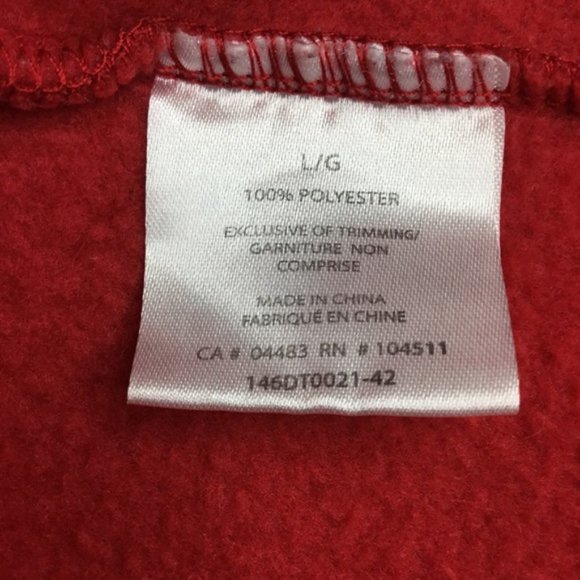 L/G
100% POLYESTER
EXCLUSIVE OF TRIMMING/
GARNITURE NON
COMPRISE
MADE IN CHINA
FABRIQUÉ EN CHINE
CA # 04483 RN # 104511
146DT0021-42